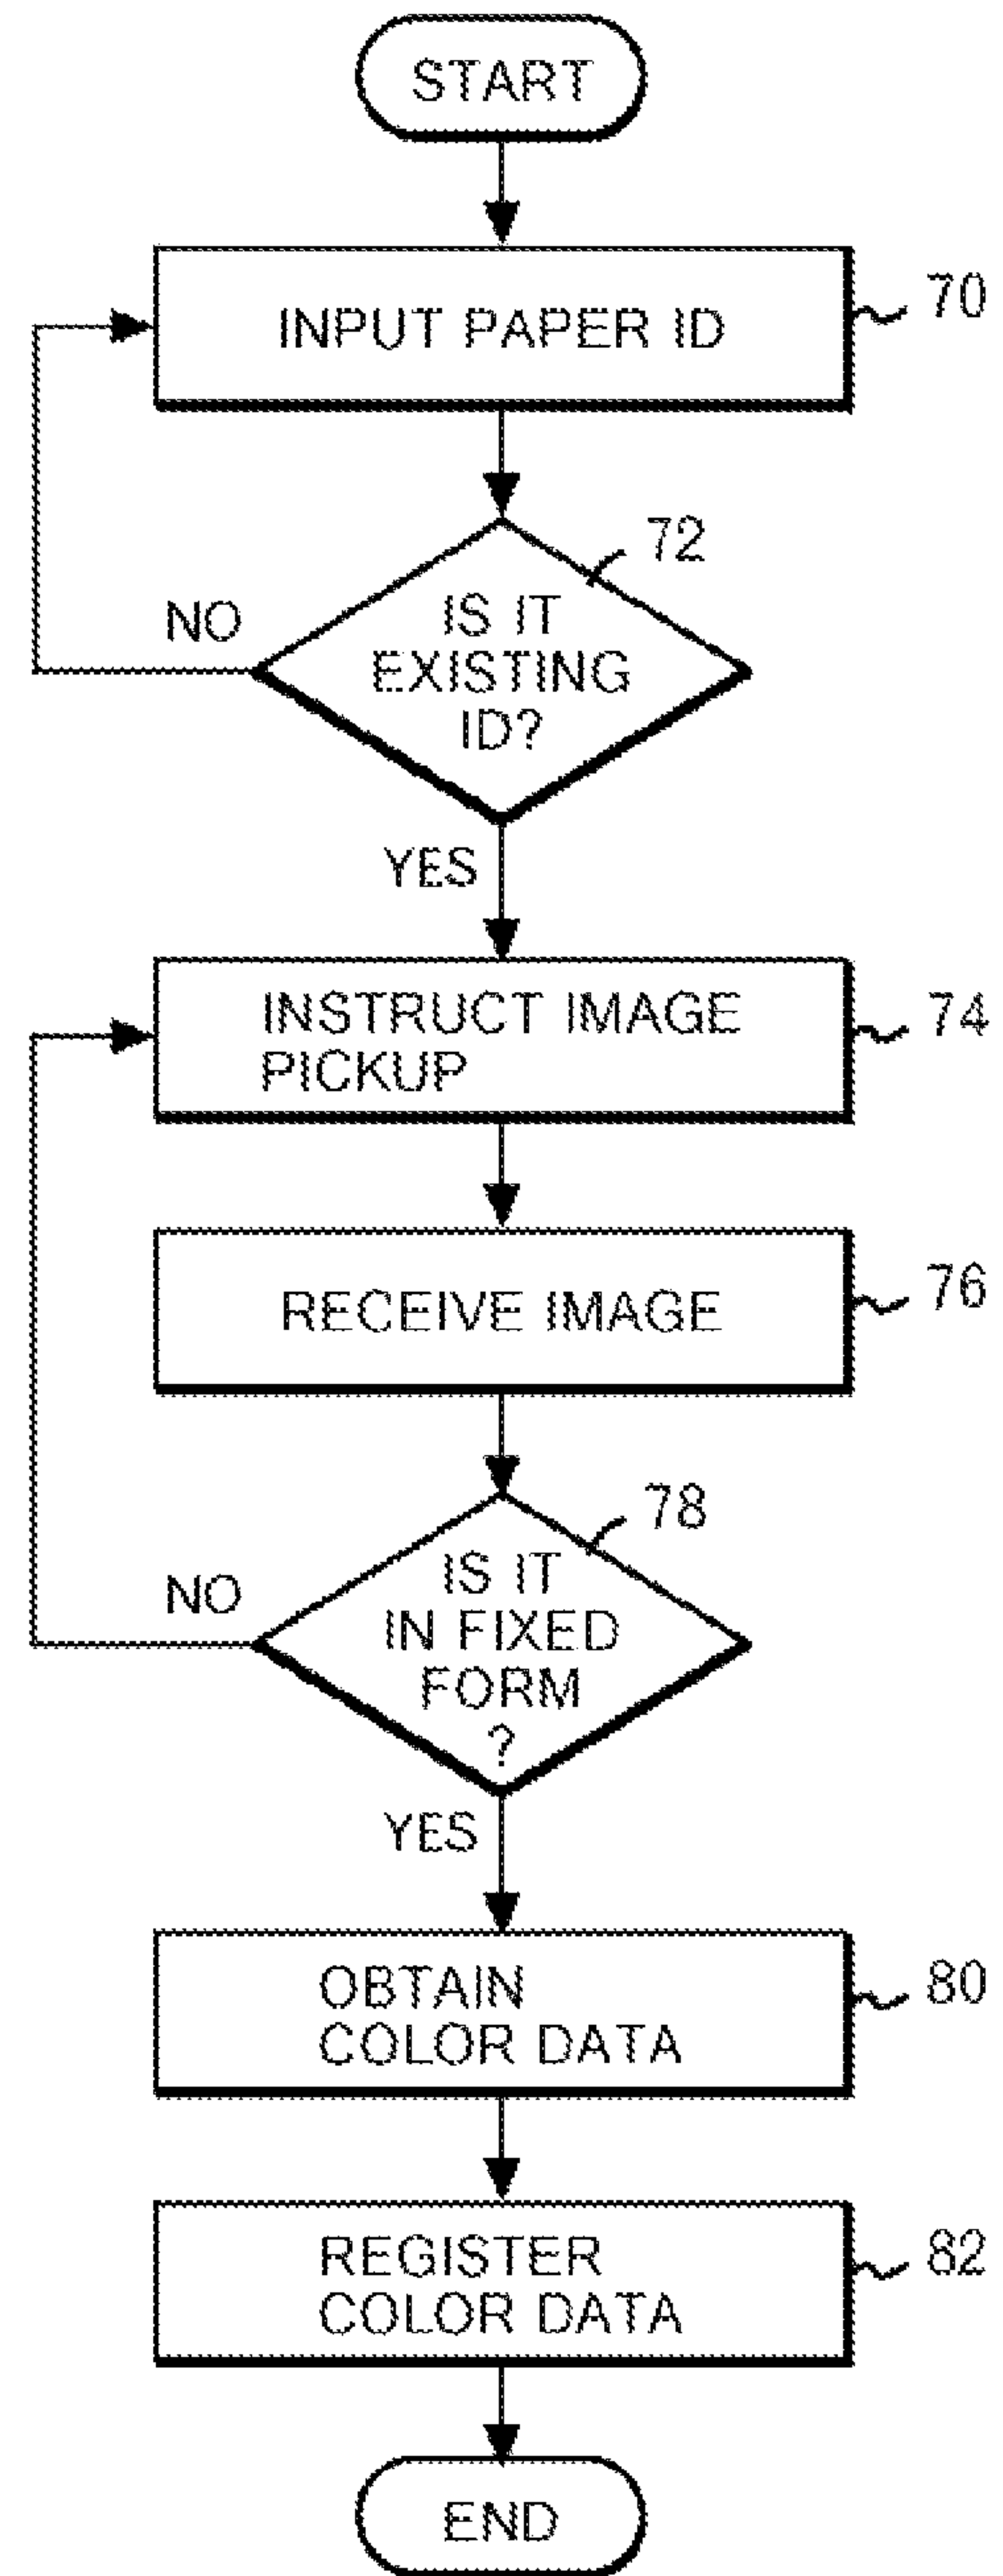 START
INPUT PAPER ID
70
72
IS IT
EXISTING
ID?
NO
YES
INSTRUCT IMAGE
PICKUP
74
RECEIVE IMAGE
76
78
IS IT
IN FIXED
FORM
?
NO
YES
OBTAIN
COLOR DATA
80
REGISTER
COLOR DATA
82
END